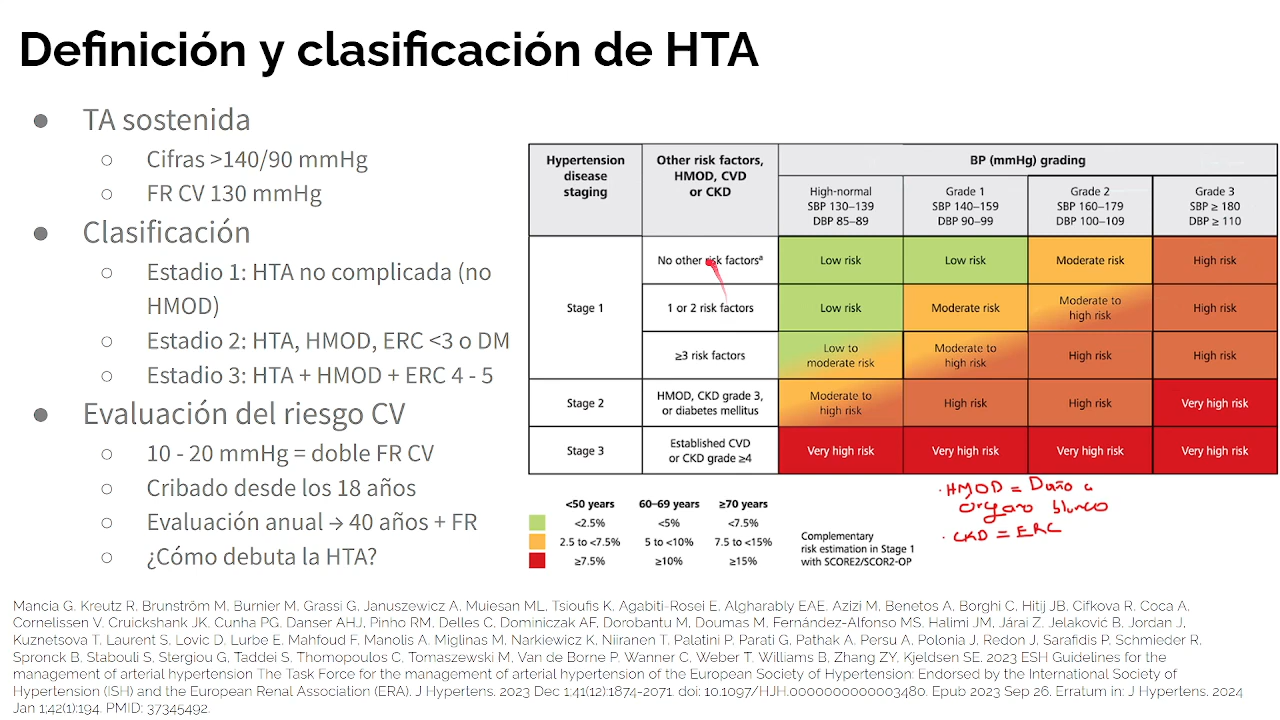 Definición y clasificación de HTA
● TA sostenida
○ Cifras >140/90 mmHg
○ FR CV 130 mmHg
● Clasificación
○ Estadio 1: HTA no complicada (no
HMOD)
○ Estadio 2: HTA, HMOD, ERC <3 o DM
○ Estadio 3: HTA + HMOD + ERC 4 - 5
● Evaluación del riesgo CV
○ 10 - 20 mmHg = doble FR CV
○ Cribado desde los 18 años
○ Evaluación anual → 40 años + FR
○ ¿Cómo debuta la HTA?
Hypertension
disease
staging
Other risk factors,
HMOD, CVD
or CKD
BP (mmHg) grading
High-normal
SBP 130–139
DBP 85–89
Grade 1
SBP 140–159
DBP 90–99
Grade 2
SBP 160–179
DBP 100–109
Grade 3
SBP ≥ 180
DBP ≥ 110
Stage 1
No other risk factorsª
Low risk
Low risk
Moderate risk
High risk
1 or 2 risk factors
Low risk
Moderate risk
Moderate to
high risk
High risk
≥3 risk factors
Low to
moderate risk
Moderate to
high risk
High risk
High risk
Stage 2
HMOD, CKD grade 3,
or diabetes mellitus
Moderate to
high risk
High risk
High risk
Very high risk
Stage 3
Established CVD
or CKD grade ≥4
Very high risk
Very high risk
Very high risk
Very high risk
<50 years 60–69 years ≥70 years
<2.5% <5% <7.5%
2.5 to <7.5% 5 to <10% 7.5 to <15%
≥7.5% ≥10% ≥15%
Complementary
risk estimation in Stage 1
with SCORE2/SCOR2-OP
· HMOD = Daño a
organo blanco
· CKD = ERC
Mancia G, Kreutz R, Brunström M, Burnier M, Grassi G, Januszewicz A, Muiesan ML, Tsioufis K, Agabiti-Rosei E, Algharably EAE, Azizi M, Benetos A, Borghi C, Hitij JB, Cifkova R, Coca A,
Cornelissen V, Cruickshank JK, Cunha PG, Danser AHJ, Pinho RM, Delles C, Dominiczak AF, Dorobantu M, Doumas M, Fernández-Alfonso MS, Halimi JM, Járai Z, Jelaković B, Jordan J,
Kuznetsova T, Laurent S, Lovic D, Lurbe E, Mahfoud F, Manolis A, Miglinas M, Narkiewicz K, Niiranen T, Palatini P, Parati G, Pathak A, Persu A, Polonia J, Redon J, Sarafidis P, Schmieder R,
Spronck B, Stabouli S, Stergiou G, Taddei S, Thomopoulos C, Tomaszewski M, Van de Borne P, Wanner C, Weber T, Williams B, Zhang ZY, Kjeldsen SE. 2023 ESH Guidelines for the
management of arterial hypertension The Task Force for the management of arterial hypertension of the European Society of Hypertension: Endorsed by the International Society of
Hypertension (ISH) and the European Renal Association (ERA). J Hypertens. 2023 Dec 1;41(12):1874-2071. doi: 10.1097/HJH.0000000000003480. Epub 2023 Sep 26. Erratum in: J Hypertens. 2024
Jan 1;42(1):194. PMID: 37345492.